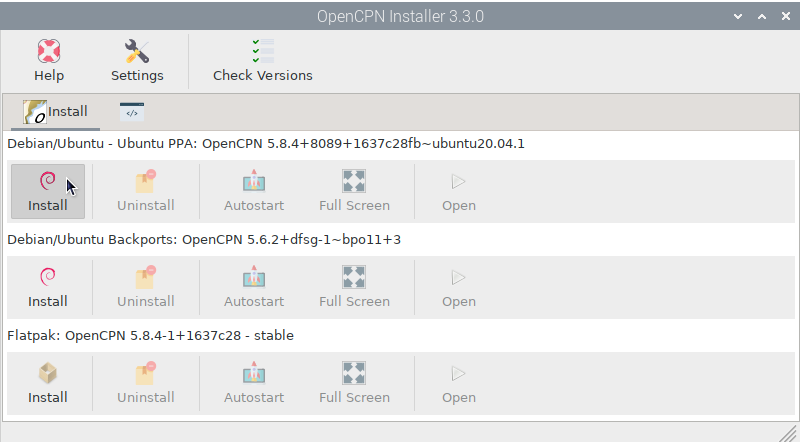 OpenCPN Installer 3.3.0
Help Settings Check Versions
Install </>
Debian/Ubuntu - Ubuntu PPA: OpenCPN 5.8.4+8089+1637c28fb~ubuntu20.04.1
Install Uninstall Autostart Full Screen Open
Debian/Ubuntu Backports: OpenCPN 5.6.2+dfsg-1~bpo11+3
Install Uninstall Autostart Full Screen Open
Flatpak: OpenCPN 5.8.4-1+1637c28 - stable
Install Uninstall Autostart Full Screen Open